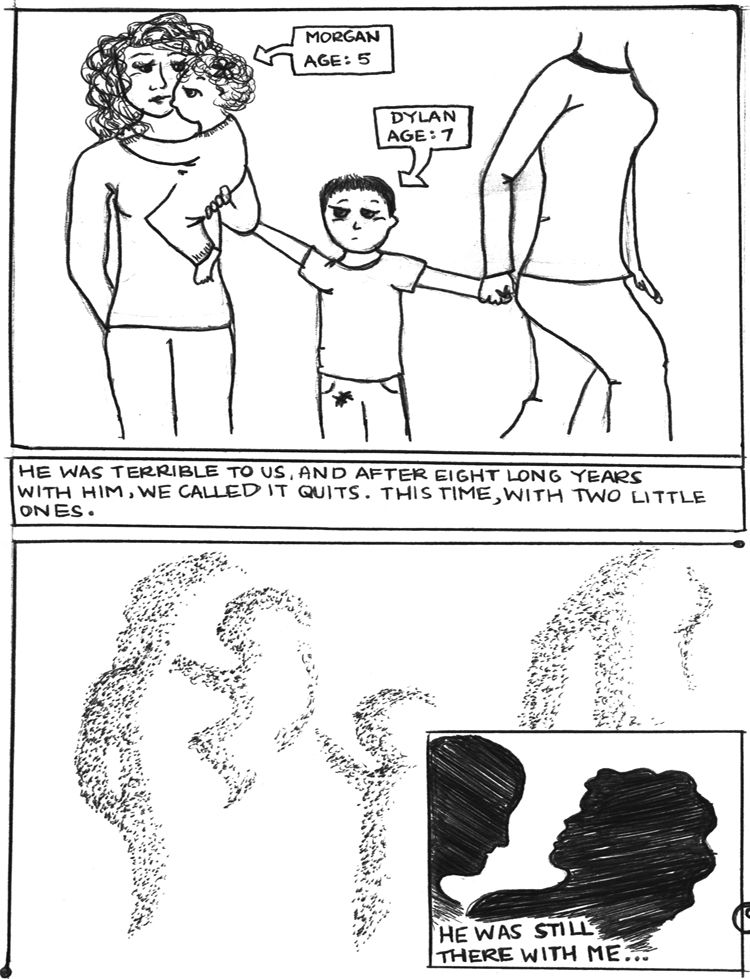 MORGAN
AGE: 5
DYLAN
AGE: 7
HE WAS TERRIBLE TO US, AND AFTER EIGHT LONG YEARS
WITH HIM, WE CALLED IT QUITS. THIS TIME, WITH TWO LITTLE
ONES.
HE WAS STILL
THERE WITH ME...